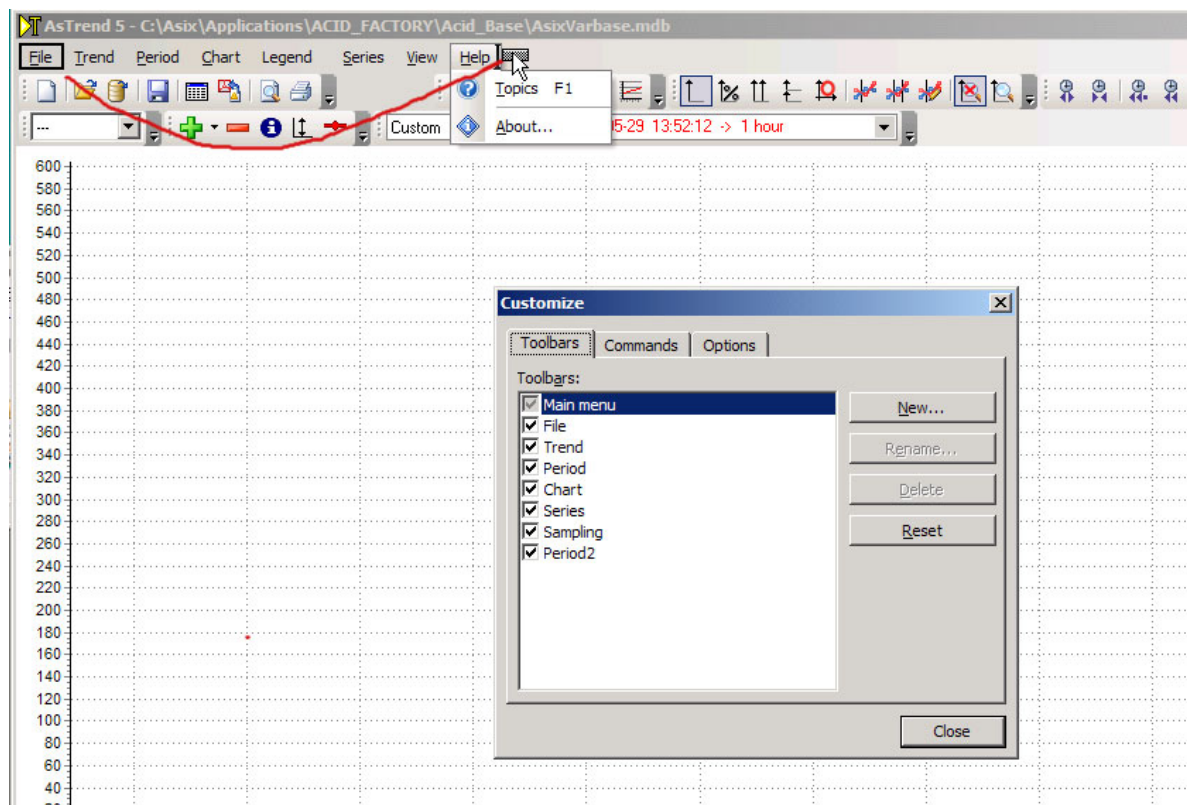 AsTrend 5 - C:\Asix\Applications\ACID_FACTORY\Acid_Base\AsixVarbase.mdb
File Trend Period Chart Legend Series View Help
Topics F1
--- Custom About... 5-29 13:52:12 -> 1 hour
600
580
560
540
520
500
480
460
440
420
400
380
360
340
320
300
280
260
240
220
200
180
160
140
120
100
80
60
40
Customize
Toolbars Commands Options
Toolbars:
Main menu
File
Trend
Period
Chart
Series
Sampling
Period2
New...
Rename...
Delete
Reset
Close